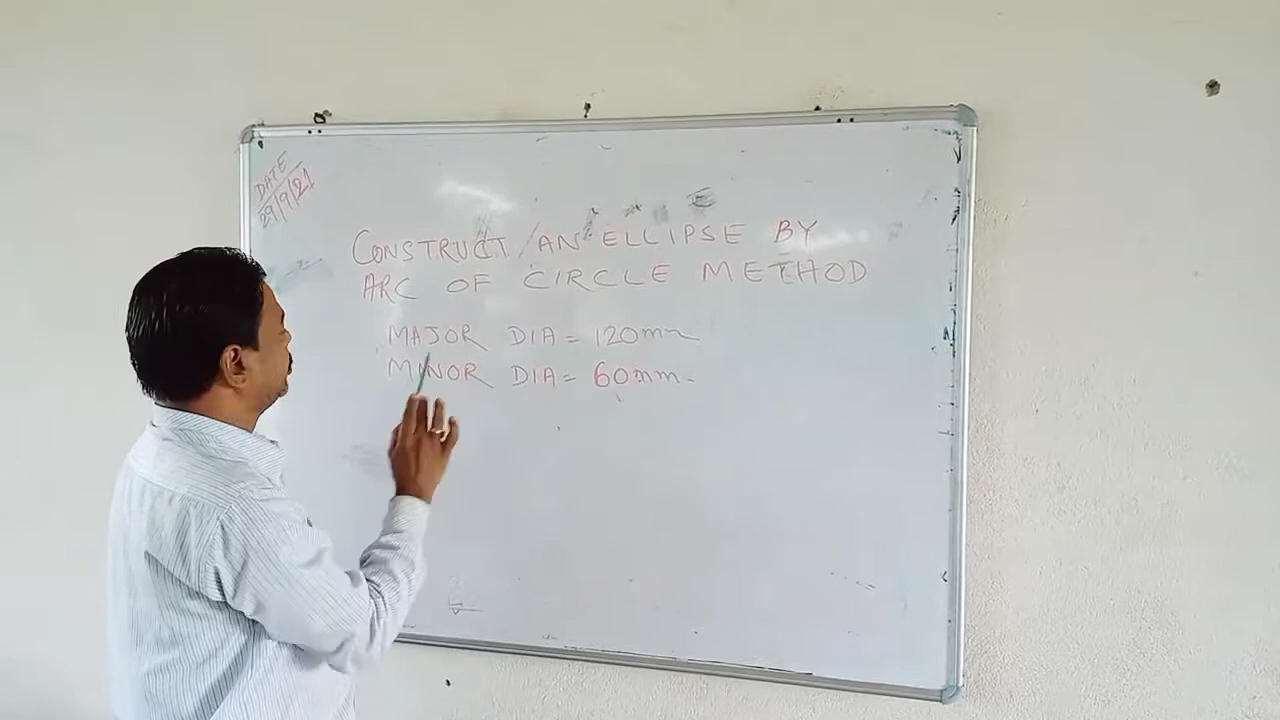 DATE
29/9/21
CONSTRUCT AN ELLIPSE BY
ARC OF CIRCLE METHOD
MAJOR DIA = 120mm
MINOR DIA = 60mm.